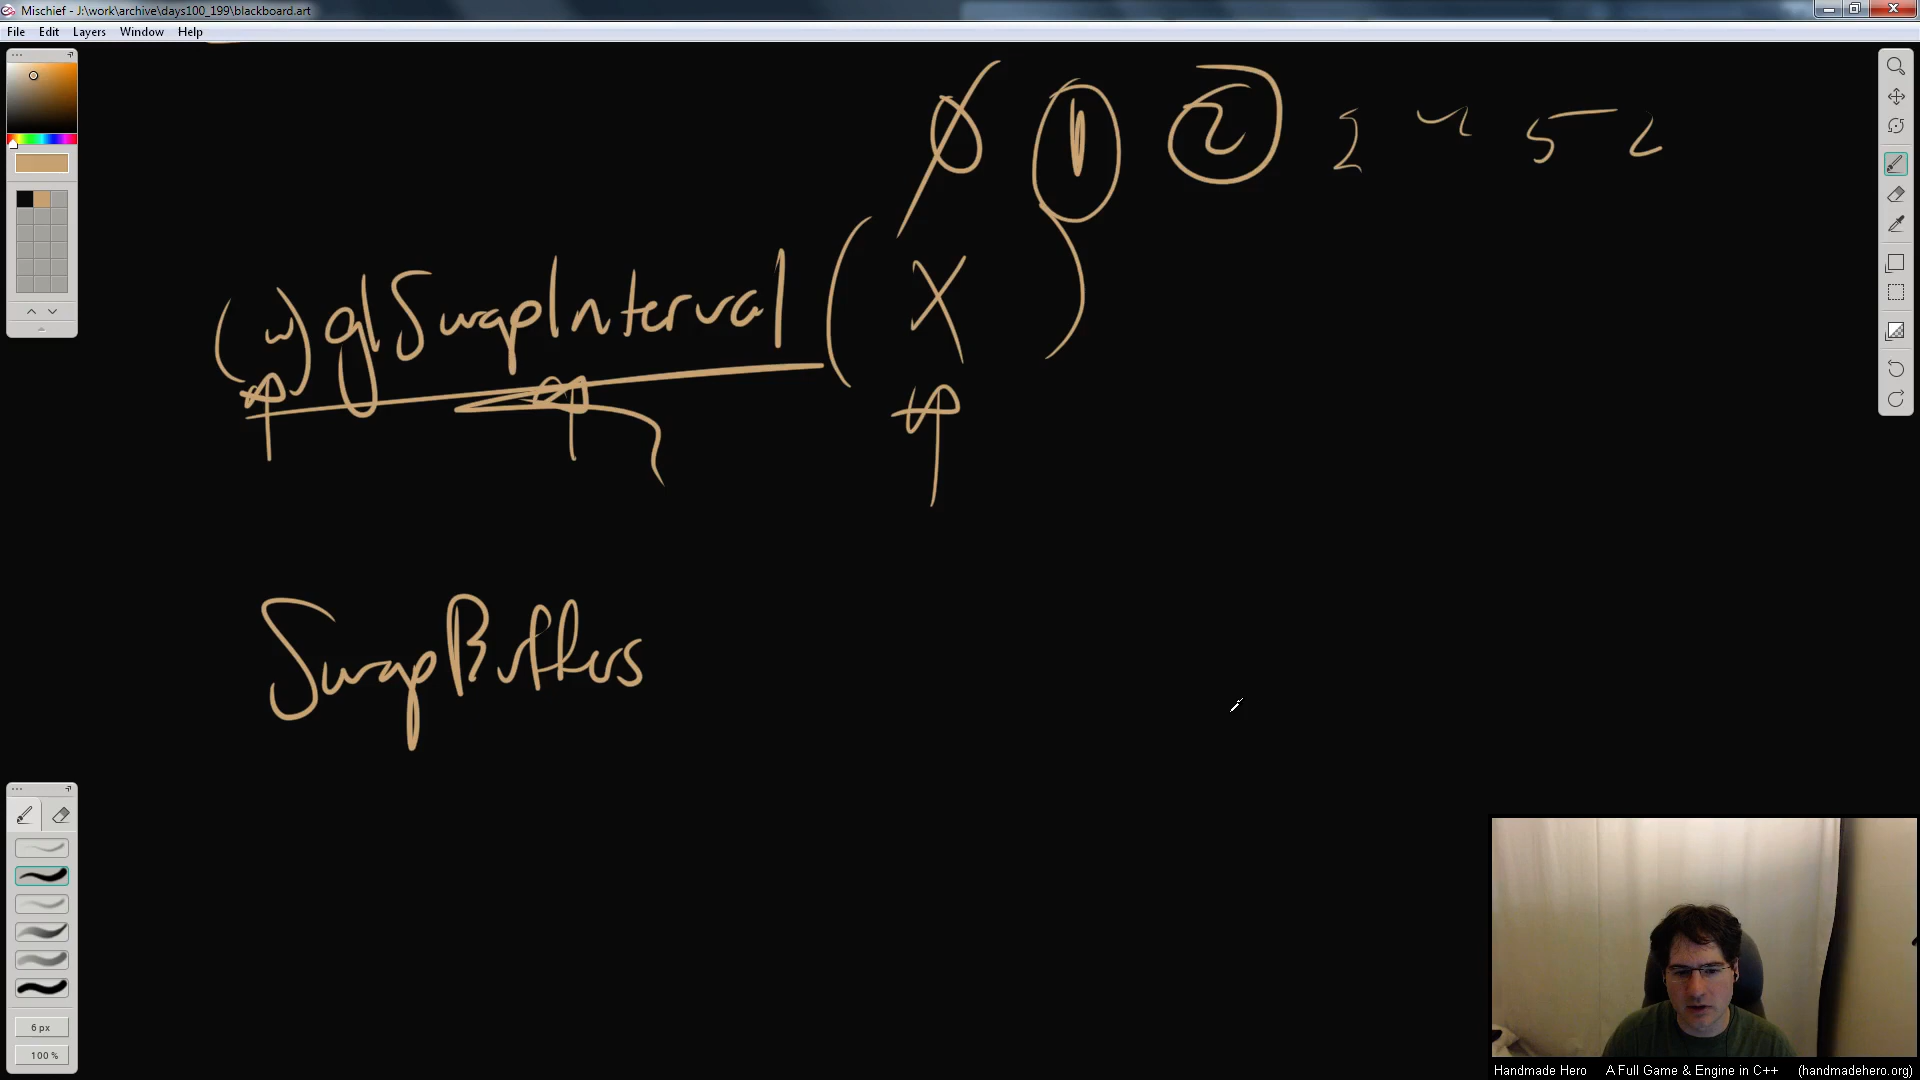 Mischief - J:\work\archive\days100_199\blackboard.art
File Edit Layers Window Help
0 1 2 3 4 5 6
(w)glSwapInterval ( X )
SwapBuffers
6 px
100 %
Handmade Hero A Full Game & Engine in C++ (handmadehero.org)